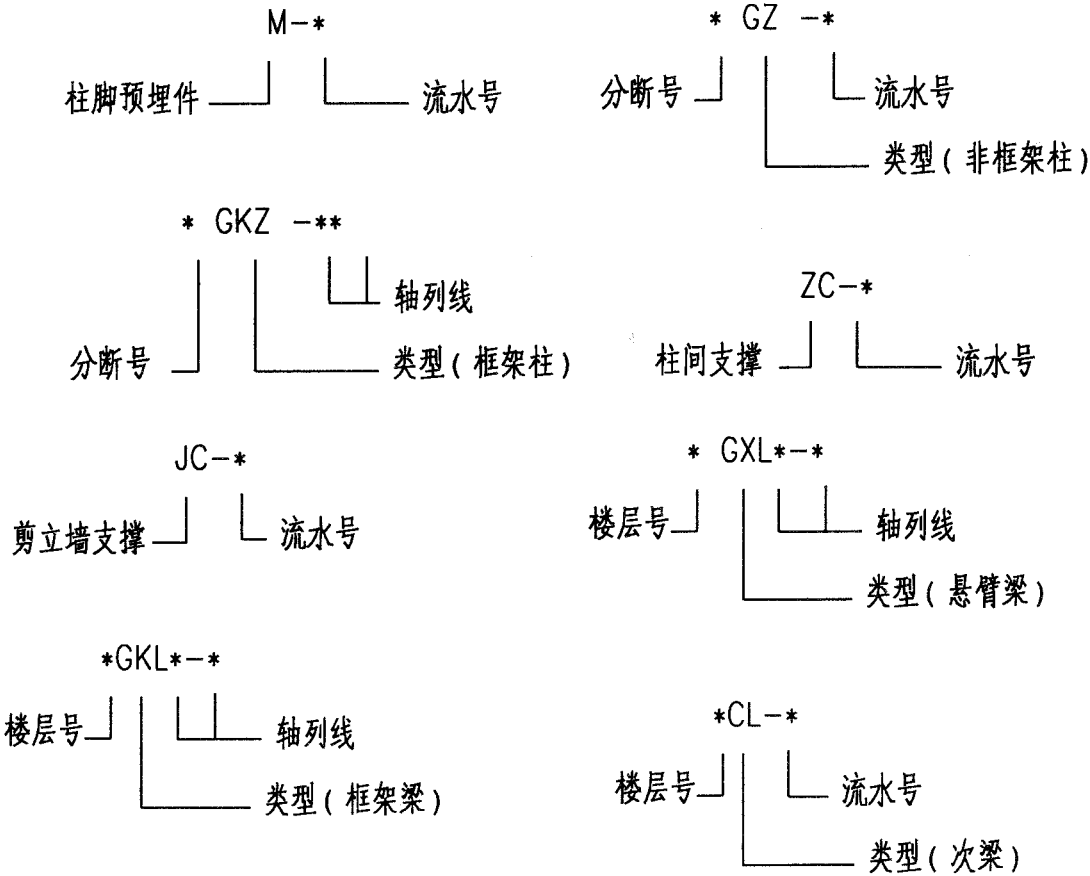 M-*
柱脚预埋件
流水号
* GZ -*
分断号
流水号
类型(非框架柱)
* GKZ -**
轴列线
分断号
类型(框架柱)
ZC-*
柱间支撑
流水号
JC-*
剪立墙支撑
流水号
* GXL*-*
楼层号
轴列线
类型(悬臂梁)
*GKL*-*
楼层号
轴列线
类型(框架梁)
*CL-*
楼层号
流水号
类型(次梁)